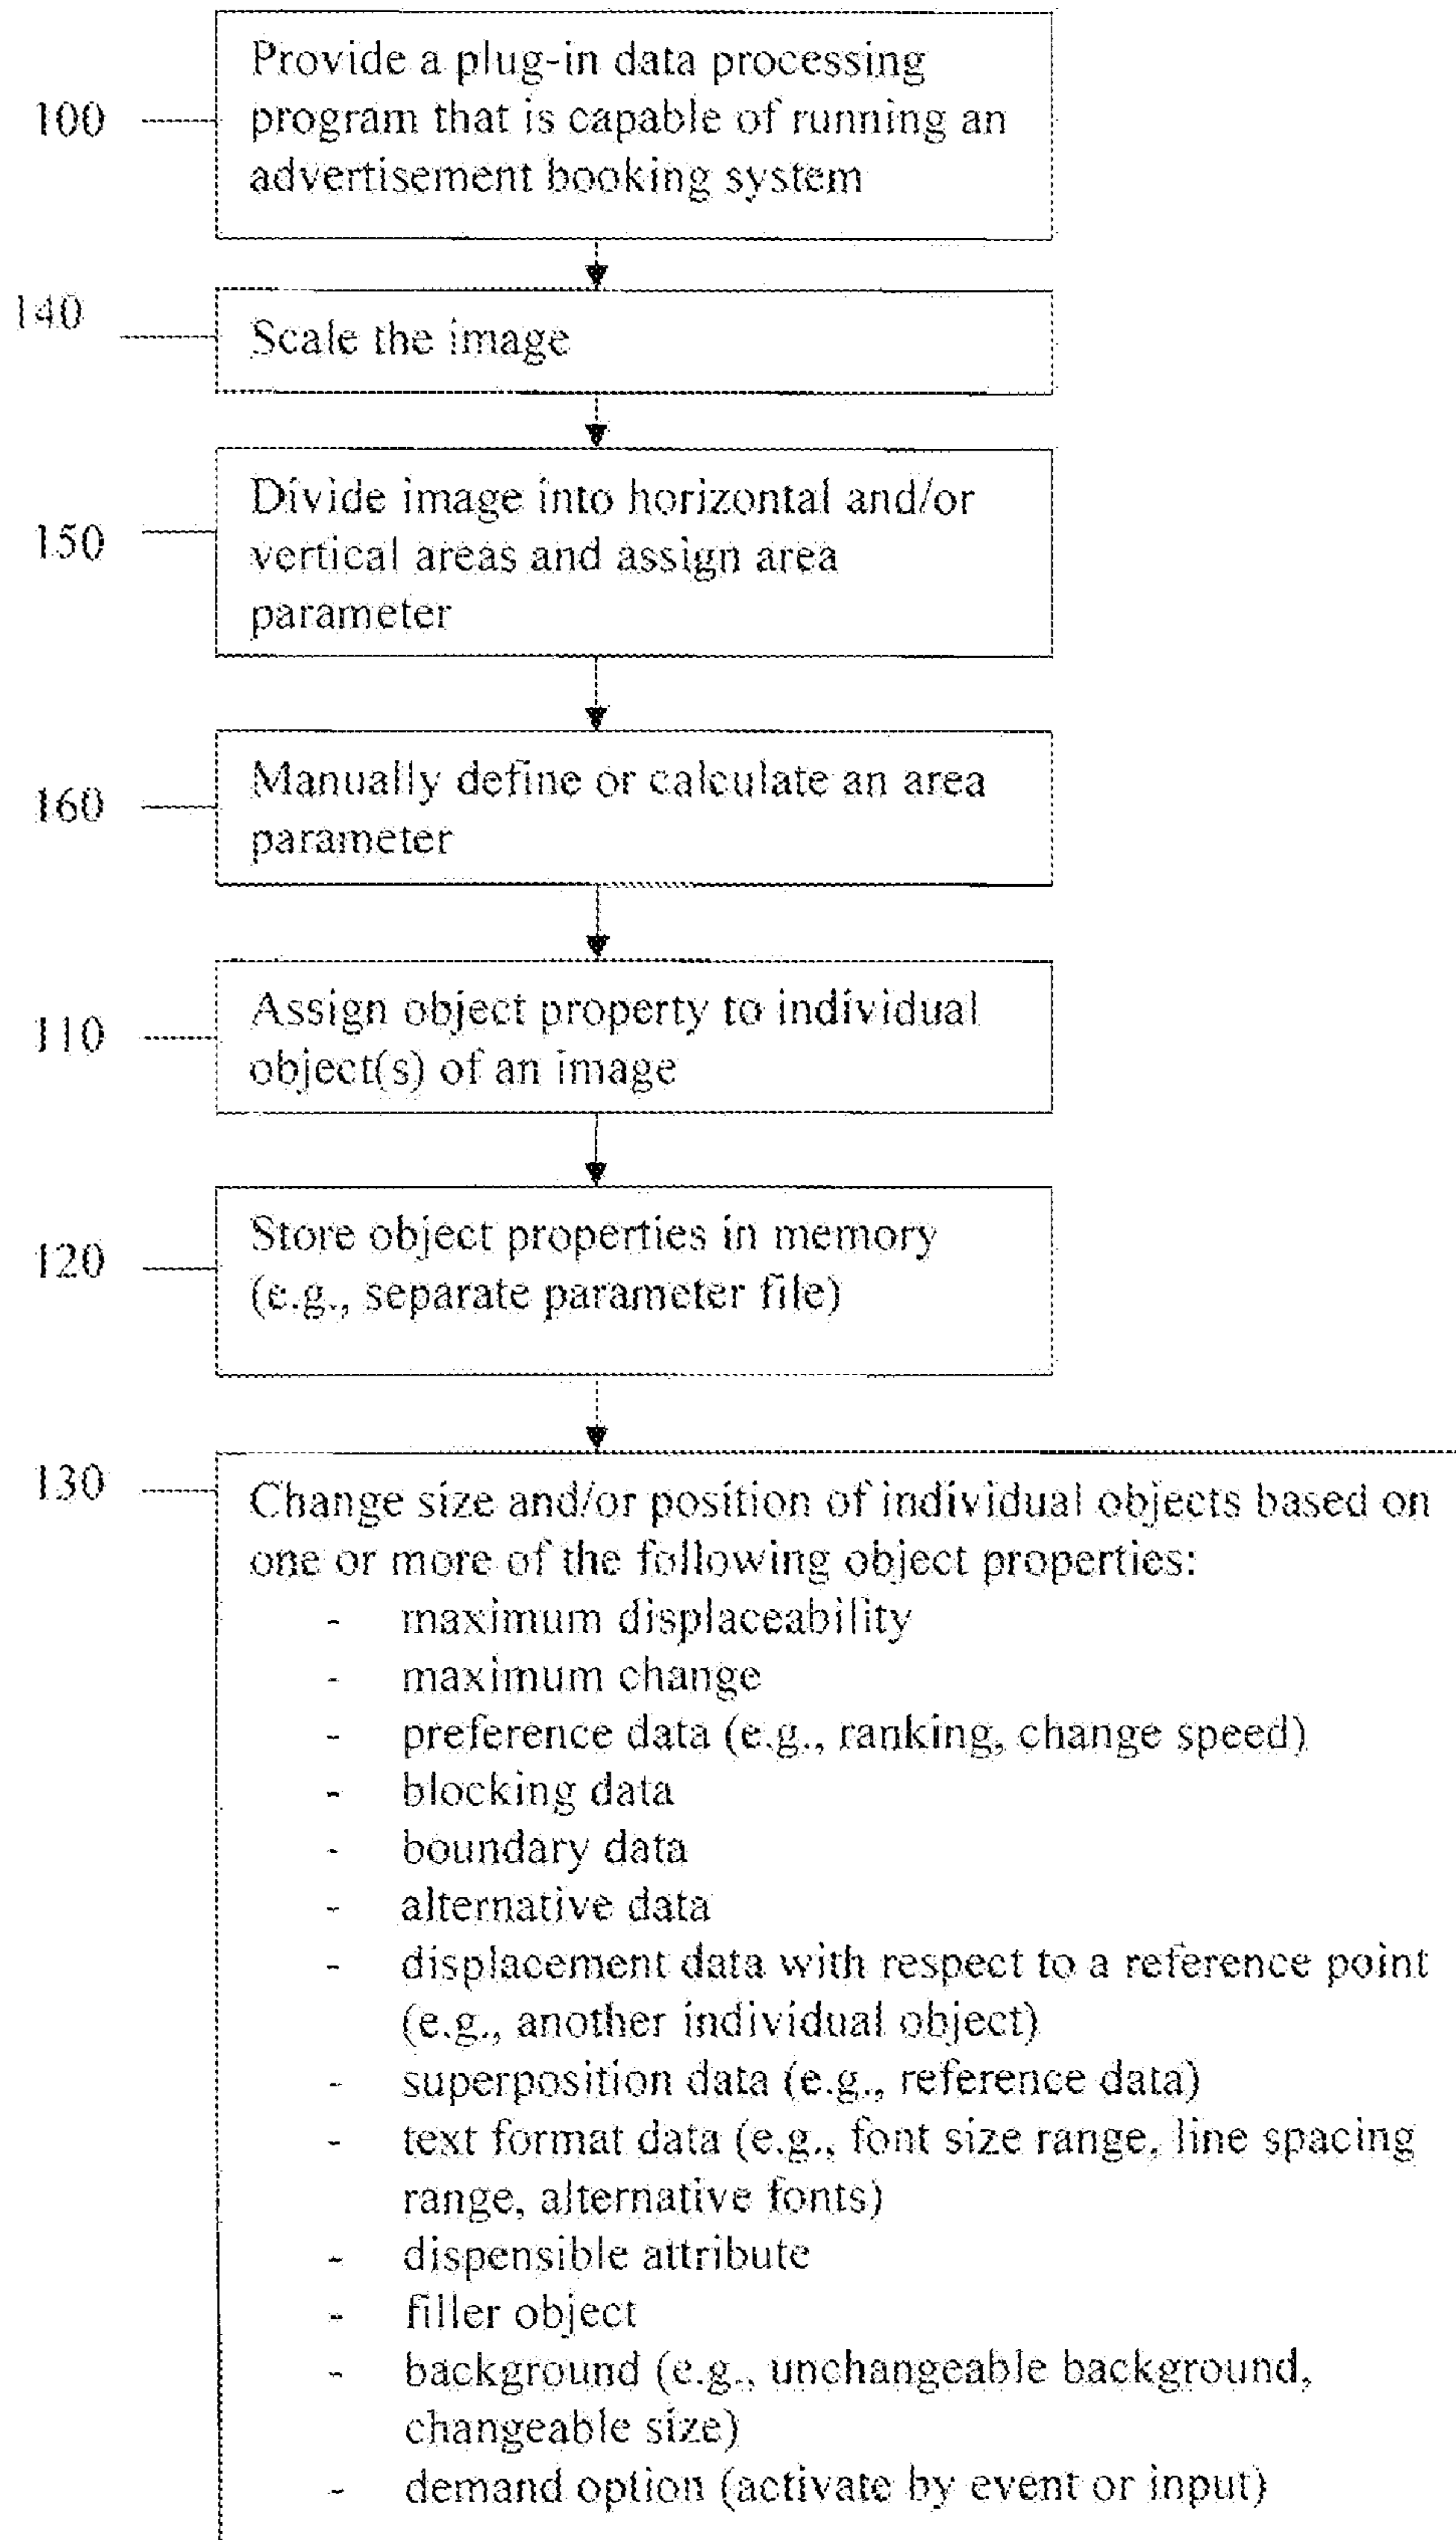 Provide a plug-in data processing
100 program that is capable of running an
advertisement booking system
140
Scale the image
Divide image into horizontal and/or
150 vertical areas and assign area
parameter
Manually define or calculate an area
160 parameter
Assign object property to individual
110 object(s) of an image
Store object properties in memory
120 (e.g., separate parameter file)
130 Change size and/or position of individual objects based on
one or more of the following object properties:
- maximum displaceability
- maximum change
- preference data (e.g., ranking, change speed)
- blocking data
- boundary data
- alternative data
- displacement data with respect to a reference point
(e.g., another individual object)
- superposition data (e.g., reference data)
- text format data (e.g., font size range, line spacing
range, alternative fonts)
- dispensible attribute
- filler object
- background (e.g., unchangeable background,
changeable size)
- demand option (activate by event or input)